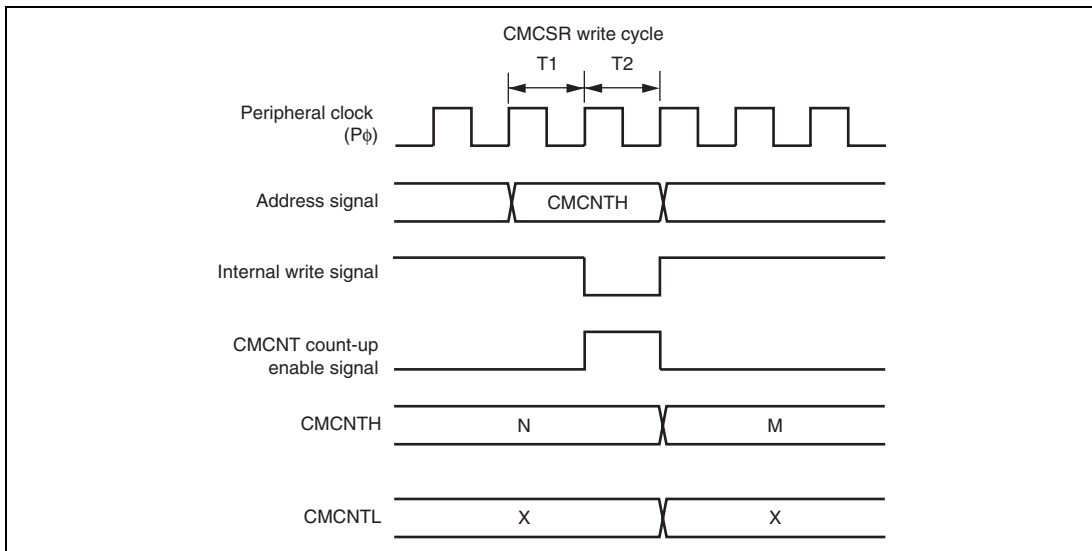 CMCSR write cycle
T1 T2
Peripheral clock
(Pϕ)
Address signal CMCNTH
Internal write signal
CMCNT count-up
enable signal
CMCNTH N M
CMCNTL X X